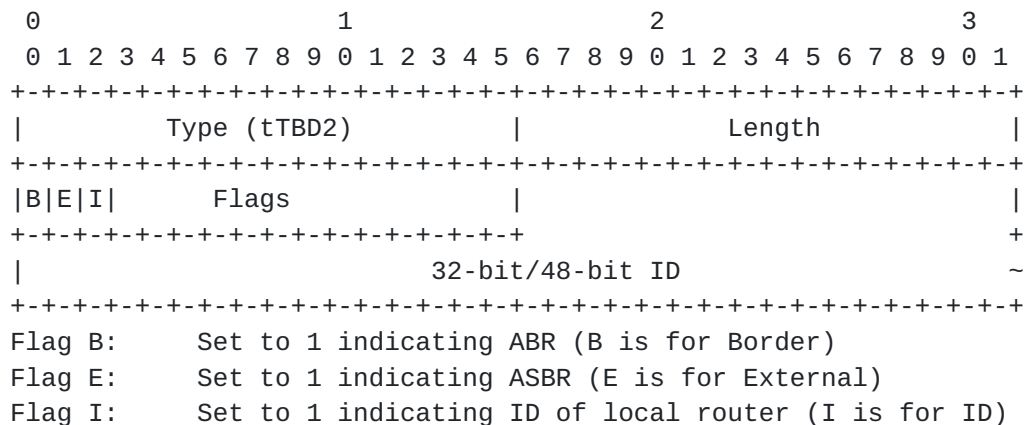 0                   1                   2                   3
 0 1 2 3 4 5 6 7 8 9 0 1 2 3 4 5 6 7 8 9 0 1 2 3 4 5 6 7 8 9 0 1
+-+-+-+-+-+-+-+-+-+-+-+-+-+-+-+-+-+-+-+-+-+-+-+-+-+-+-+-+-+-+-+-+
|         Type (tTBD2)          |             Length            |
+-+-+-+-+-+-+-+-+-+-+-+-+-+-+-+-+-+-+-+-+-+-+-+-+-+-+-+-+-+-+-+-+
|B|E|I|      Flags              |                               |
+-+-+-+-+-+-+-+-+-+-+-+-+-+-+-+-+                               +
|                          32-bit/48-bit ID                     ~
+-+-+-+-+-+-+-+-+-+-+-+-+-+-+-+-+-+-+-+-+-+-+-+-+-+-+-+-+-+-+-+-+
Flag B:     Set to 1 indicating ABR (B is for Border)
Flag E:     Set to 1 indicating ASBR (E is for External)
Flag I:     Set to 1 indicating ID of local router (I is for ID)